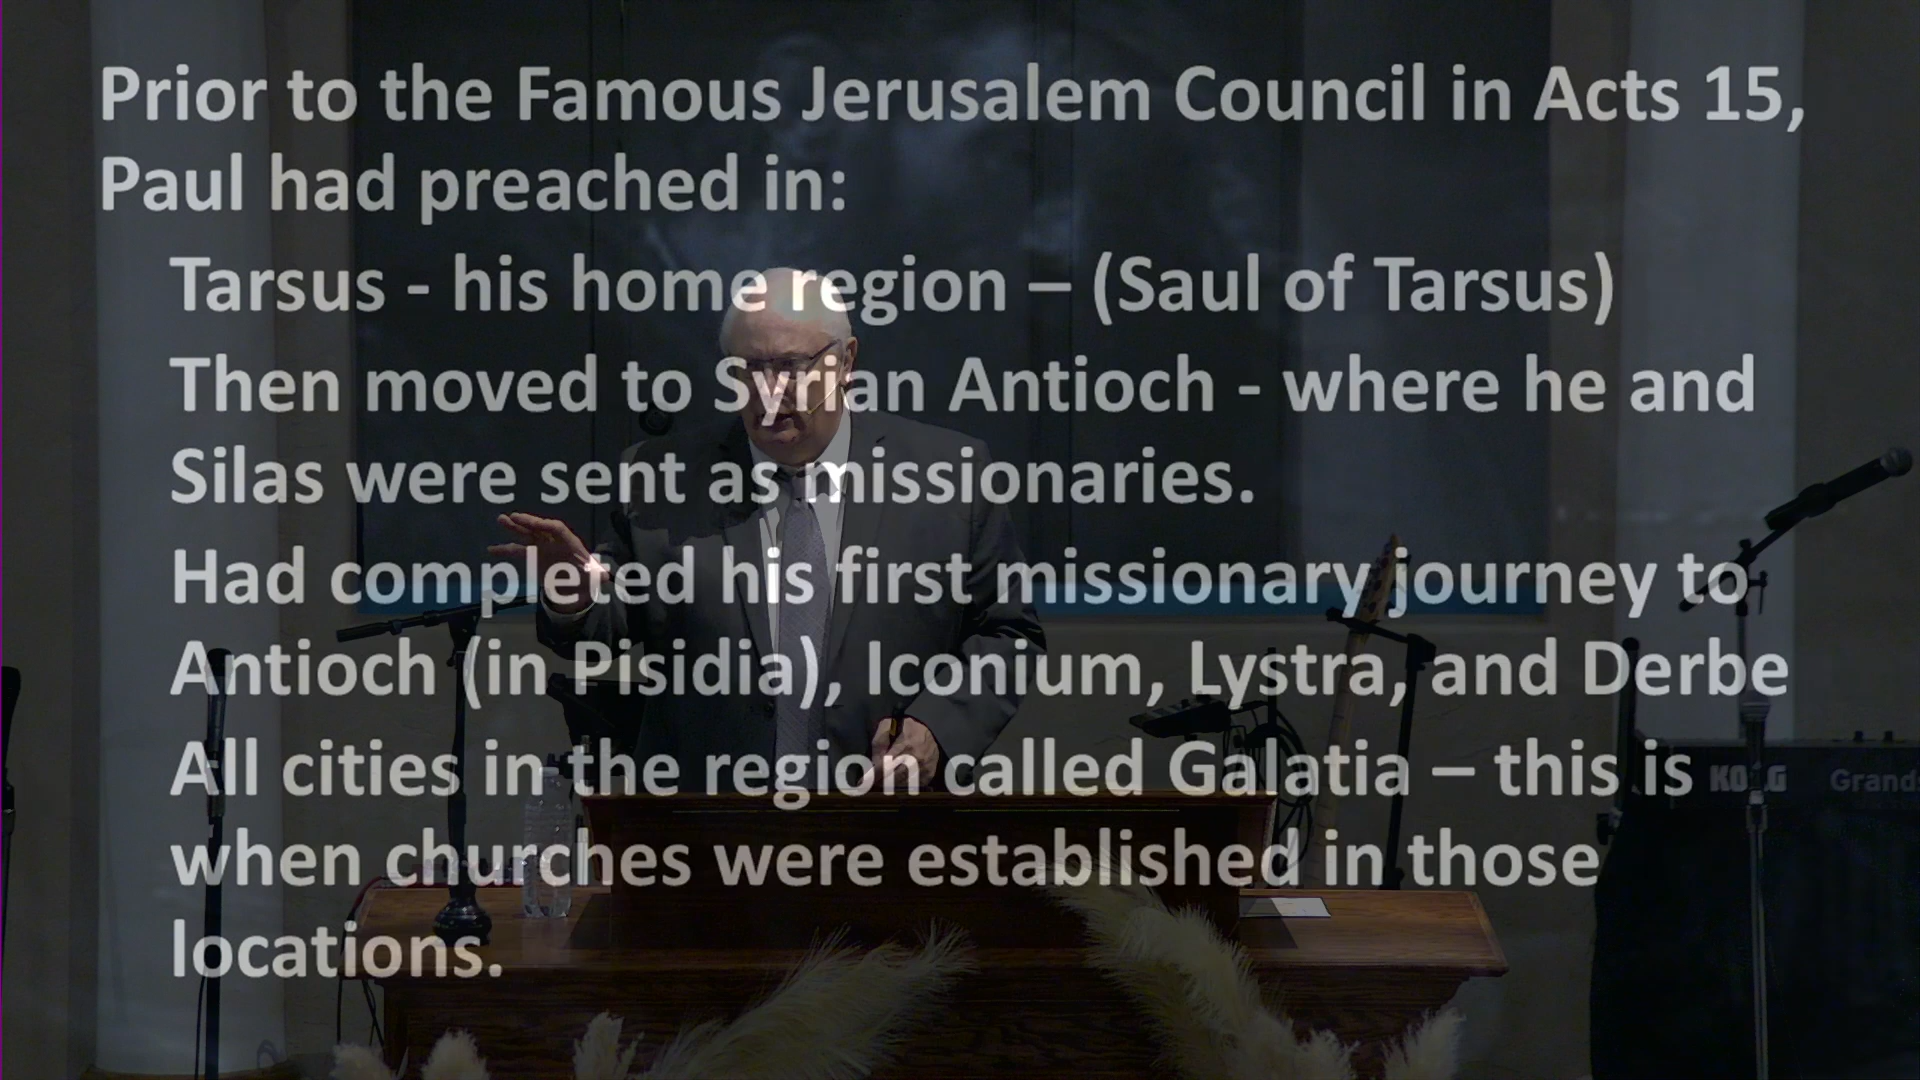 Prior to the Famous Jerusalem Council in Acts 15,
Paul had preached in:
Tarsus - his home region – (Saul of Tarsus)
Then moved to Syrian Antioch - where he and
Silas were sent as missionaries.
Had completed his first missionary journey to
Antioch (in Pisidia), Iconium, Lystra, and Derbe
All cities in the region called Galatia – this is
when churches were established in those
locations.
KORG Grand